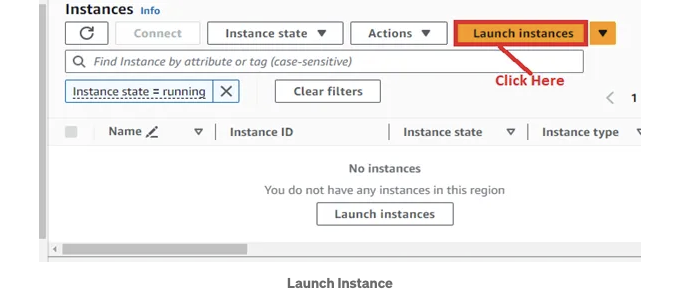 Instances Info
Connect Instance state Actions Launch instances
Find Instance by attribute or tag (case-sensitive)
Click Here
Instance state = running Clear filters
1
Name Instance ID Instance state Instance type
No instances
You do not have any instances in this region
Launch instances
Launch Instance